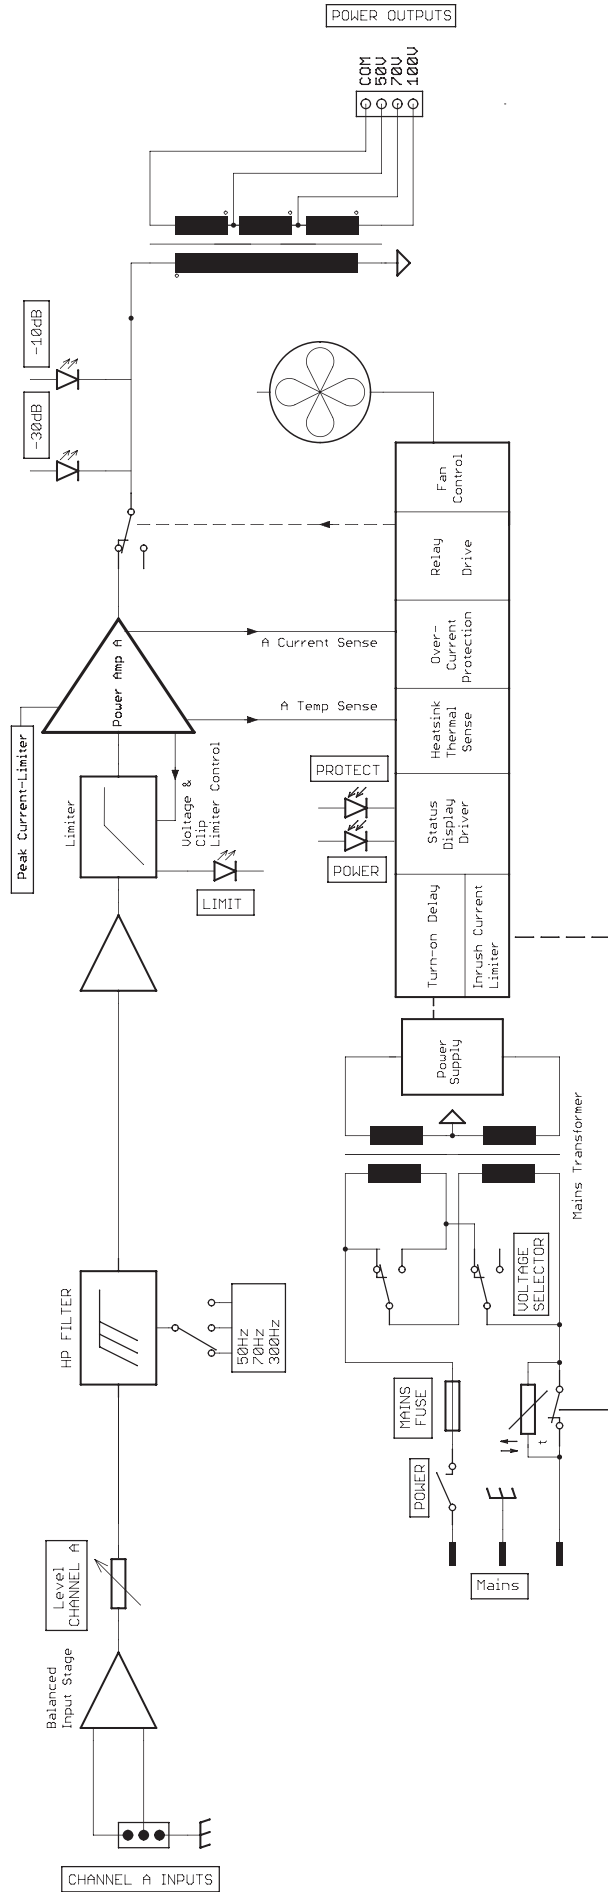 POWER OUTPUTS
COM
50V
70V
100V
-10dB
-30dB
Peak Current-Limiter
Power Amp A
Limiter
Voltage &
Clip
Limiter Control
LIMIT
A Current Sense
A Temp Sense
PROTECT
POWER
Fan
Control
Relay
Drive
Over-
Current
Protection
Heatsink
Thermal
Sense
Status
Display
Driver
Turn-on Delay
Inrush Current
Limiter
Power
Supply
Mains Transformer
HP FILTER
50Hz
70Hz
300Hz
VOLTAGE
SELECTOR
MAINS
FUSE
POWER
t
Mains
Level
CHANNEL A
Balanced
Input Stage
CHANNEL A INPUTS